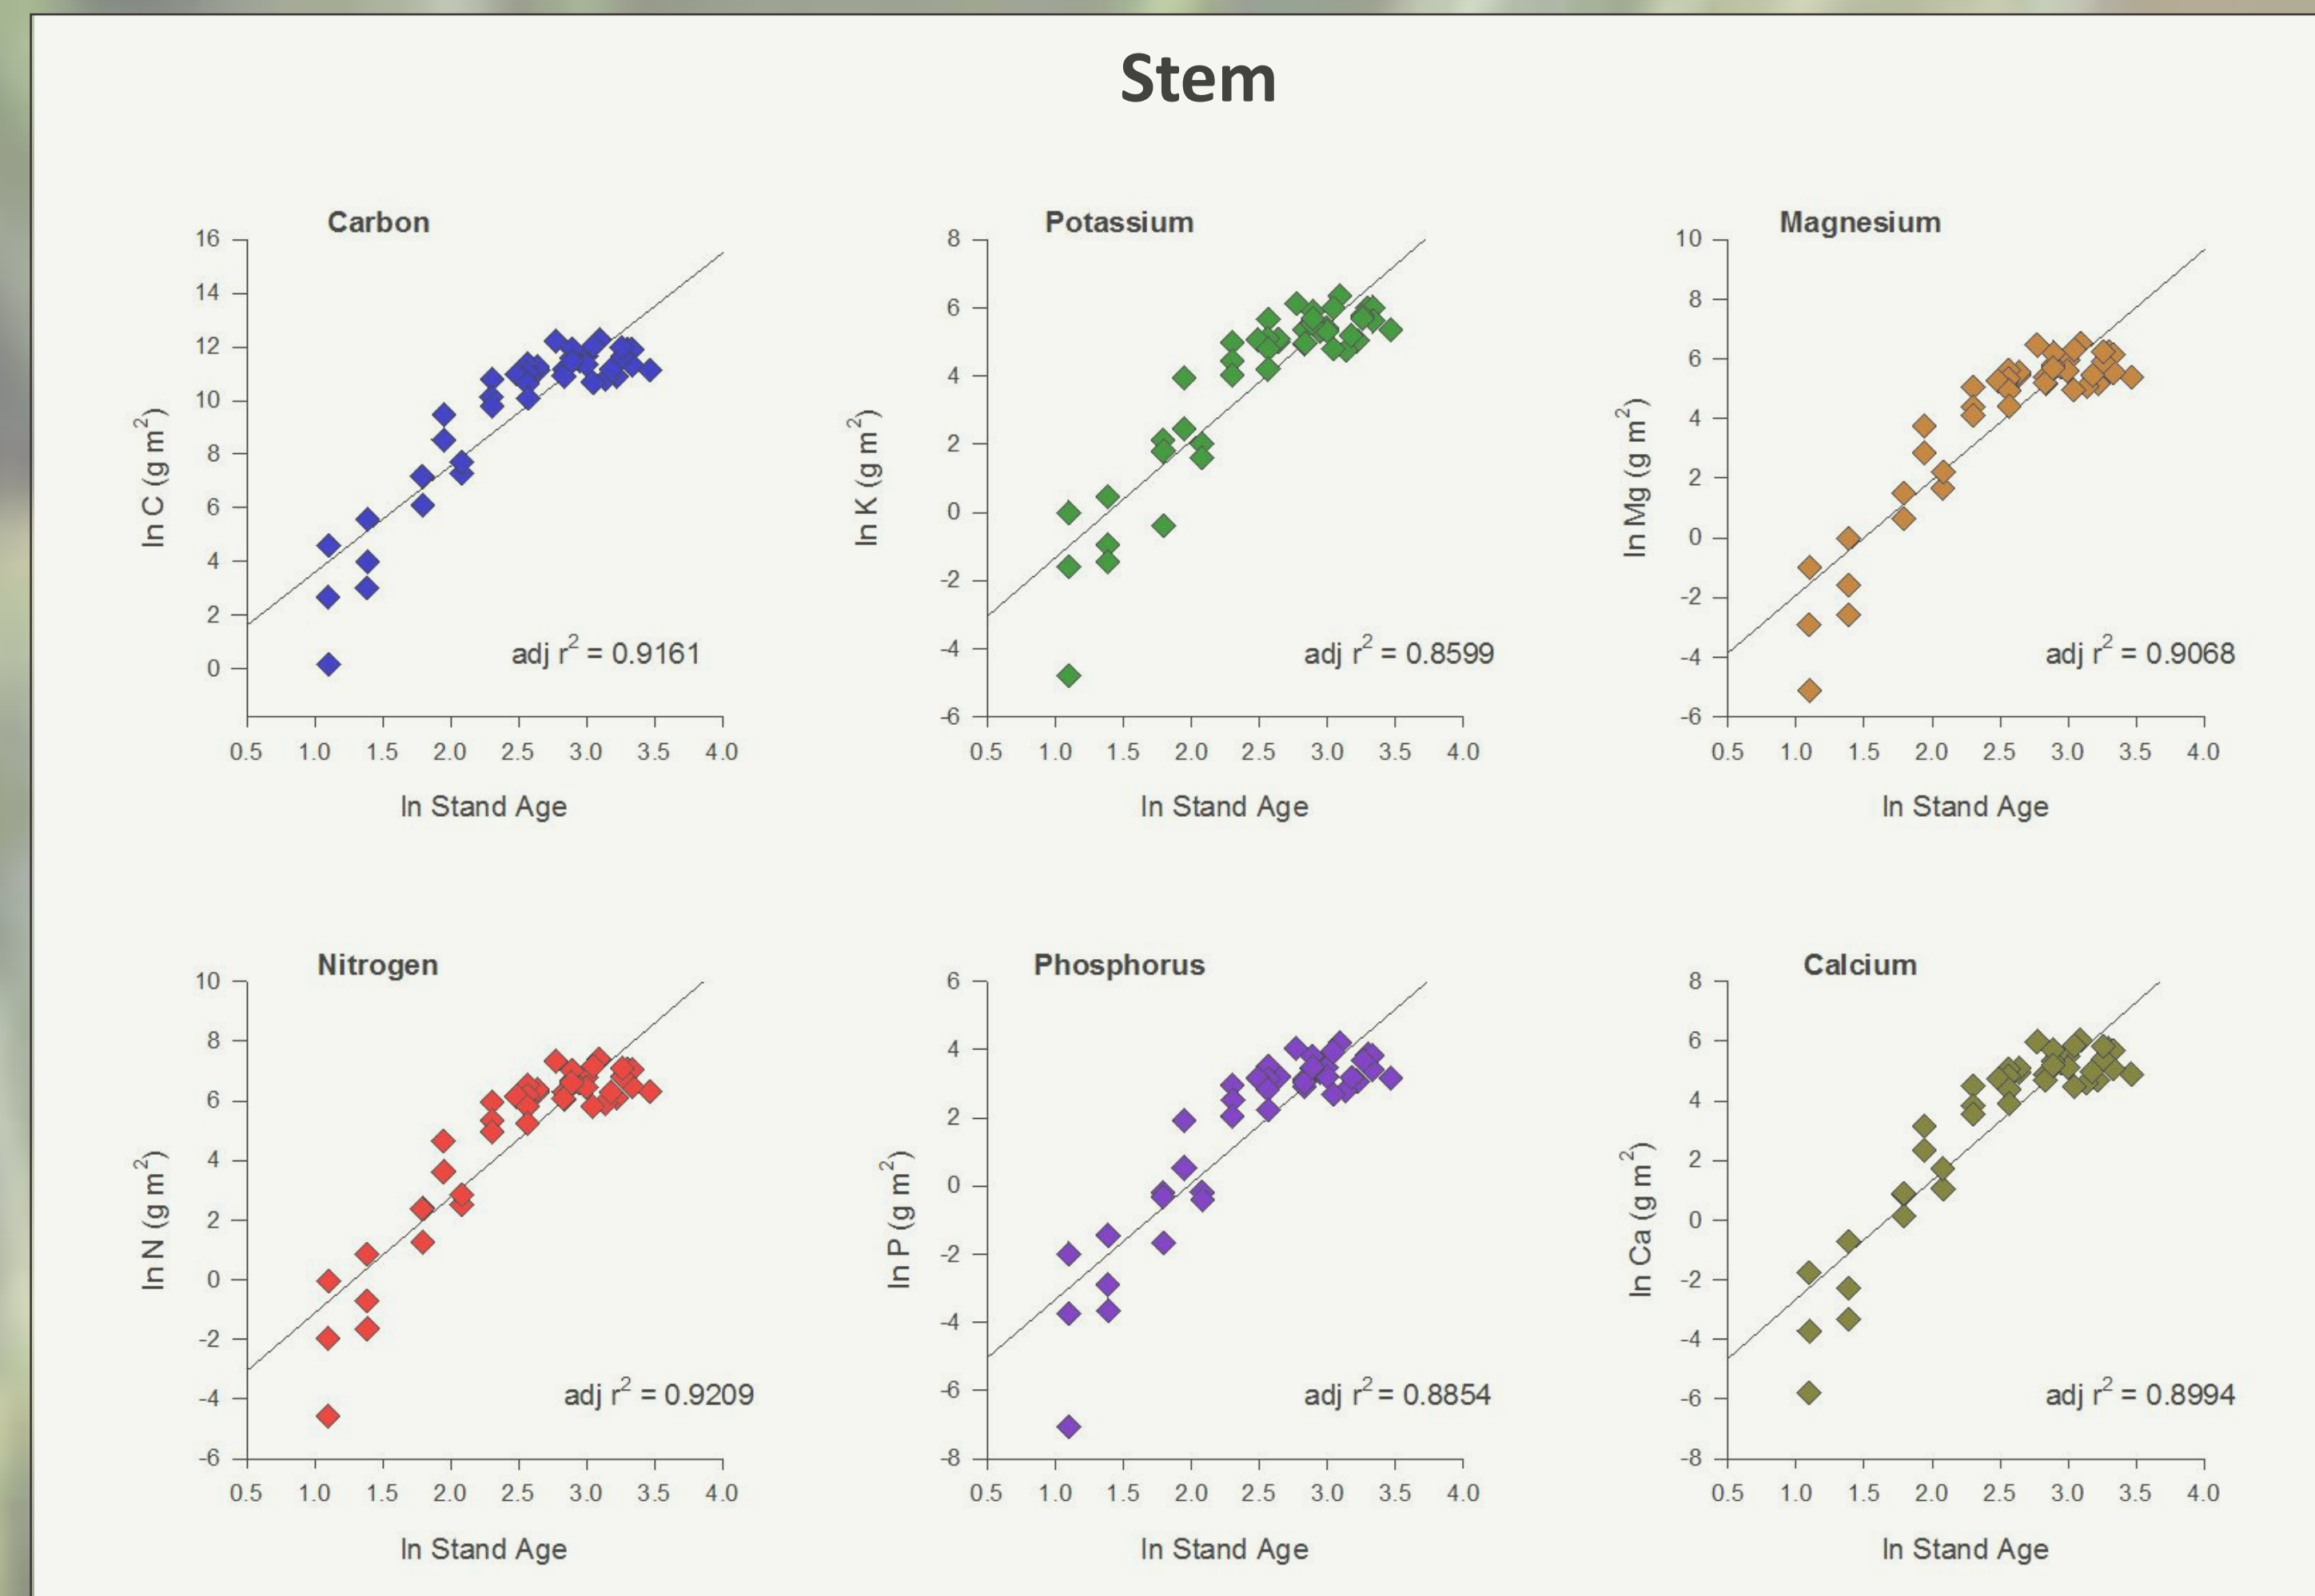 Stem
Carbon
16
14
12
10
8
6
4
2
0
ln C (g m²)
adj r² = 0.9161
0.5 1.0 1.5 2.0 2.5 3.0 3.5 4.0
ln Stand Age
Potassium
8
6
4
2
0
-2
-4
-6
ln K (g m²)
adj r² = 0.8599
0.5 1.0 1.5 2.0 2.5 3.0 3.5 4.0
ln Stand Age
Magnesium
10
8
6
4
2
0
-2
-4
-6
ln Mg (g m²)
adj r² = 0.9068
0.5 1.0 1.5 2.0 2.5 3.0 3.5 4.0
ln Stand Age
Nitrogen
10
8
6
4
2
0
-2
-4
-6
ln N (g m²)
adj r² = 0.9209
0.5 1.0 1.5 2.0 2.5 3.0 3.5 4.0
ln Stand Age
Phosphorus
6
4
2
0
-2
-4
-6
-8
ln P (g m²)
adj r² = 0.8854
0.5 1.0 1.5 2.0 2.5 3.0 3.5 4.0
ln Stand Age
Calcium
8
6
4
2
0
-2
-4
-6
-8
ln Ca (g m²)
adj r² = 0.8994
0.5 1.0 1.5 2.0 2.5 3.0 3.5 4.0
ln Stand Age